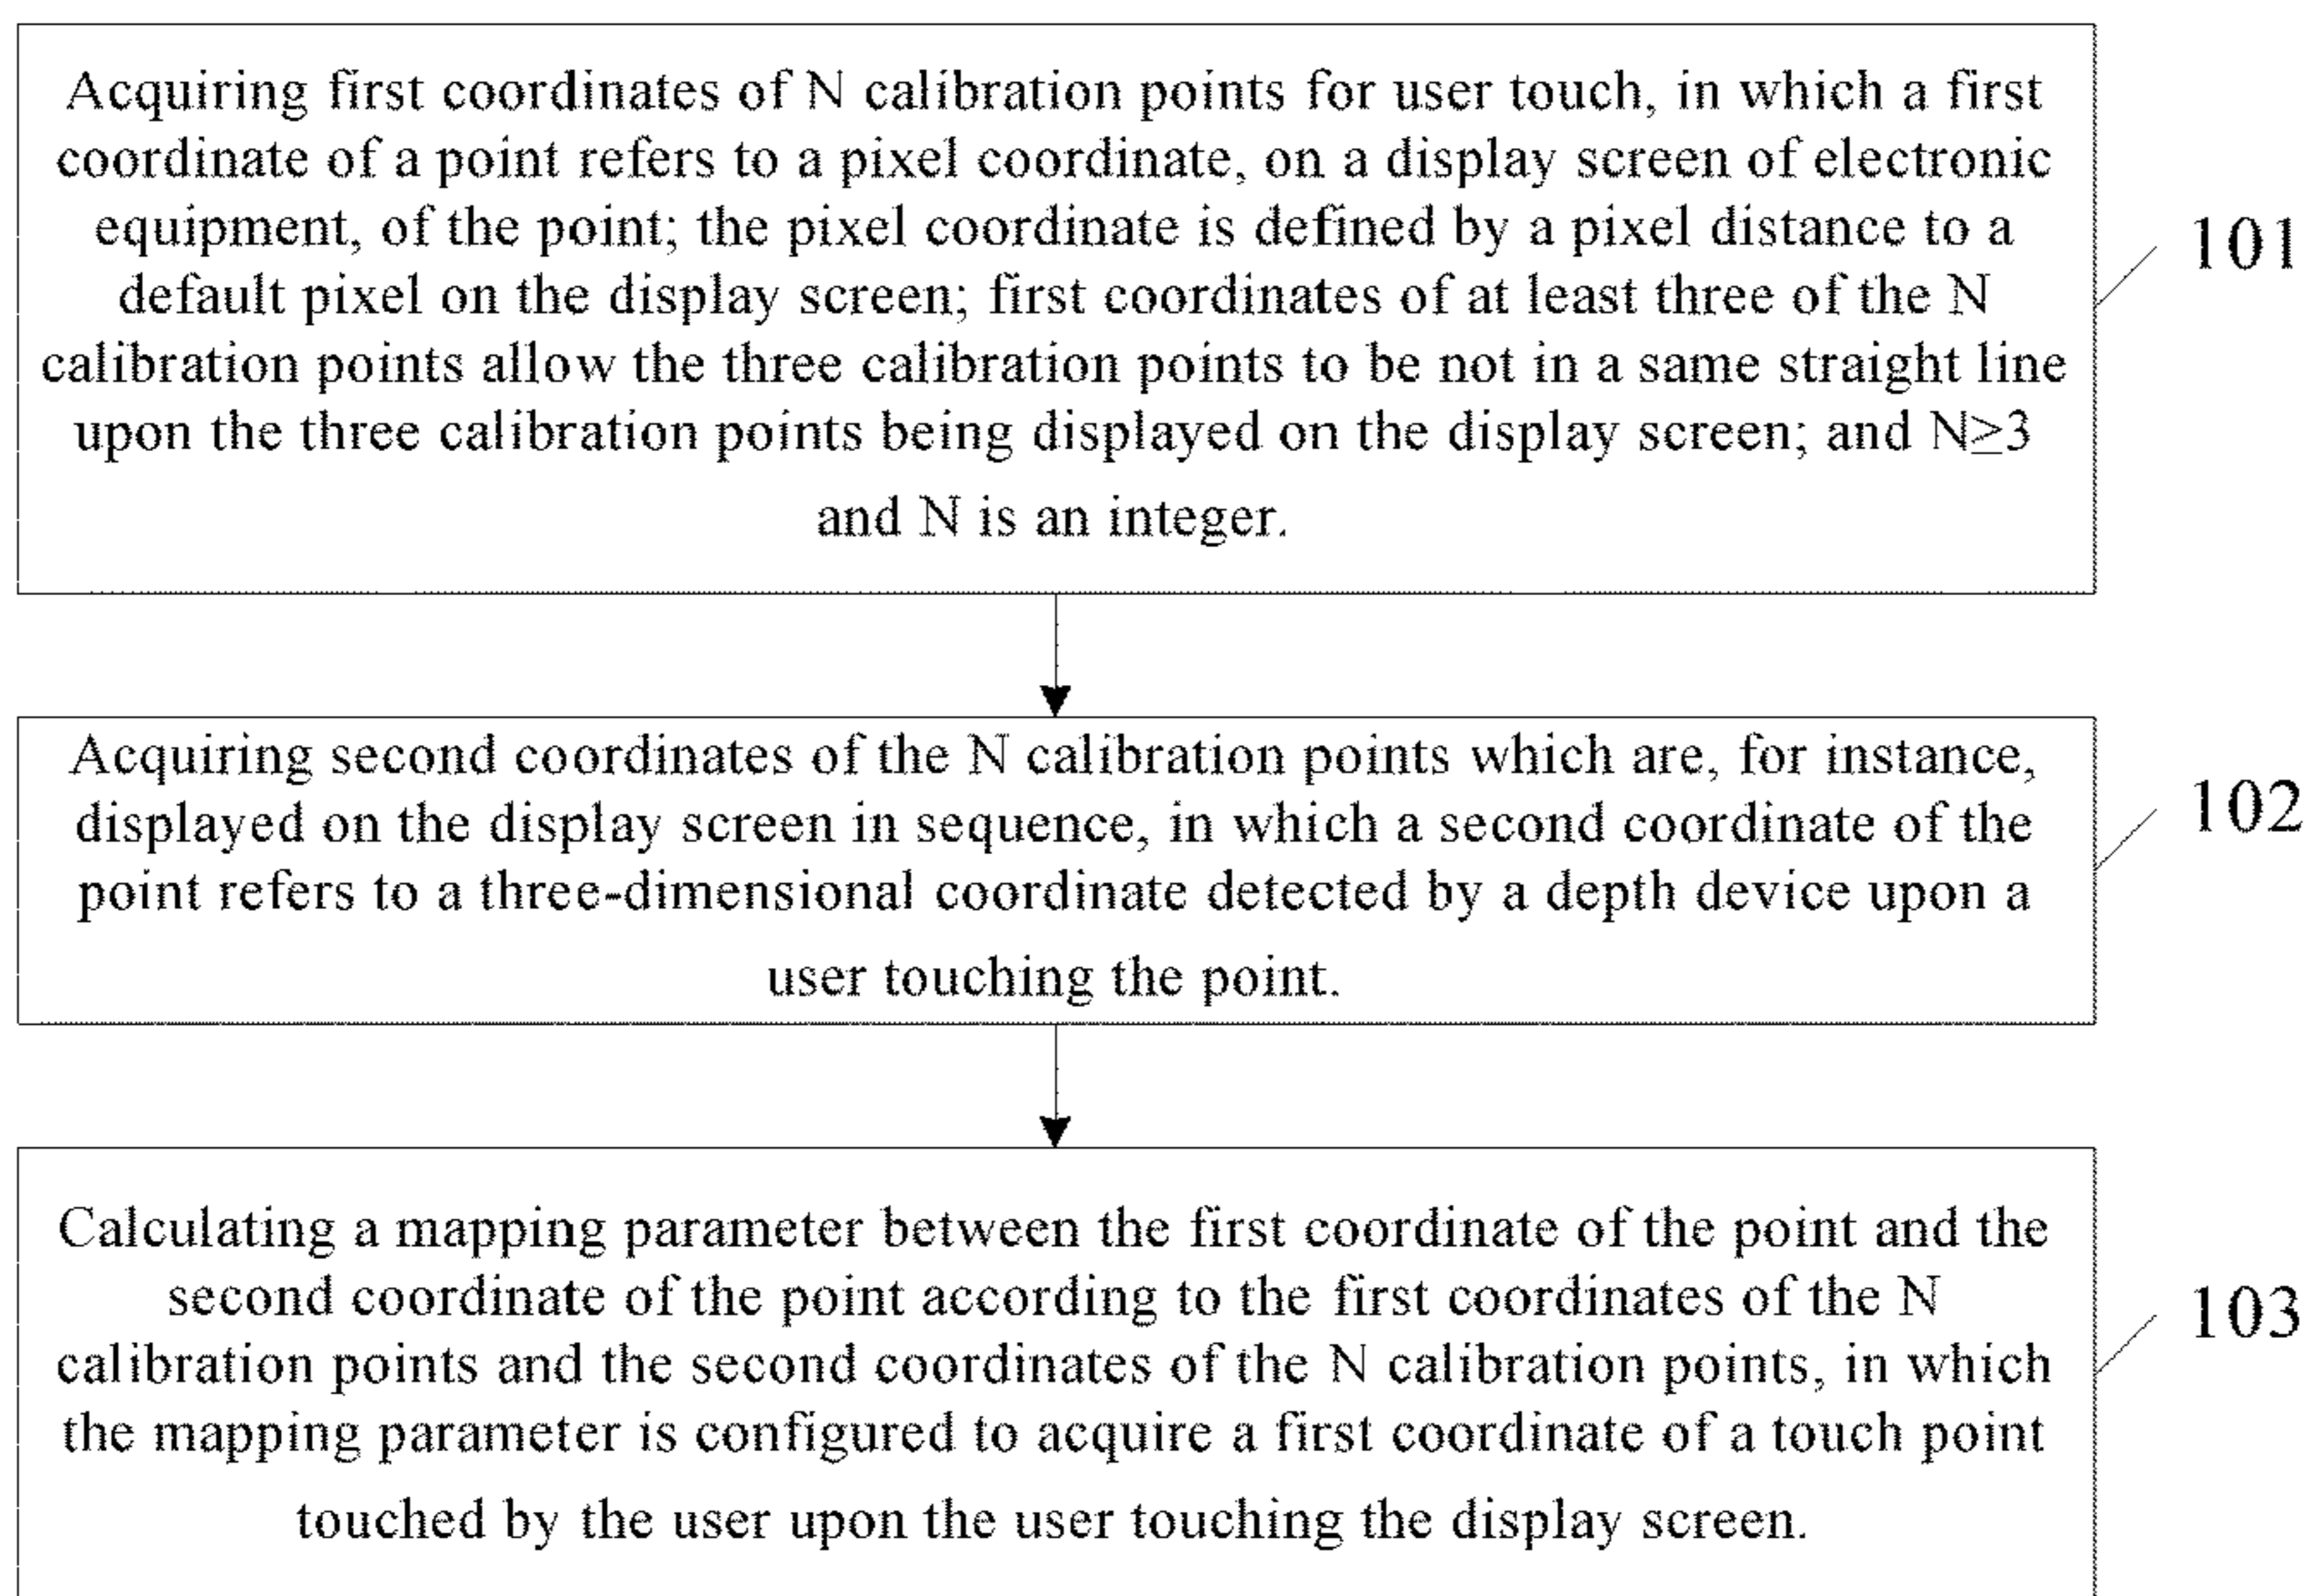 Acquiring first coordinates of N calibration points for user touch, in which a first
coordinate of a point refers to a pixel coordinate, on a display screen of electronic
equipment, of the point; the pixel coordinate is defined by a pixel distance to a
default pixel on the display screen; first coordinates of at least three of the N
calibration points allow the three calibration points to be not in a same straight line
upon the three calibration points being displayed on the display screen; and N≥3
and N is an integer.
101
Acquiring second coordinates of the N calibration points which are, for instance,
displayed on the display screen in sequence, in which a second coordinate of the
point refers to a three-dimensional coordinate detected by a depth device upon a
user touching the point.
102
Calculating a mapping parameter between the first coordinate of the point and the
second coordinate of the point according to the first coordinates of the N
calibration points and the second coordinates of the N calibration points, in which
the mapping parameter is configured to acquire a first coordinate of a touch point
touched by the user upon the user touching the display screen.
103